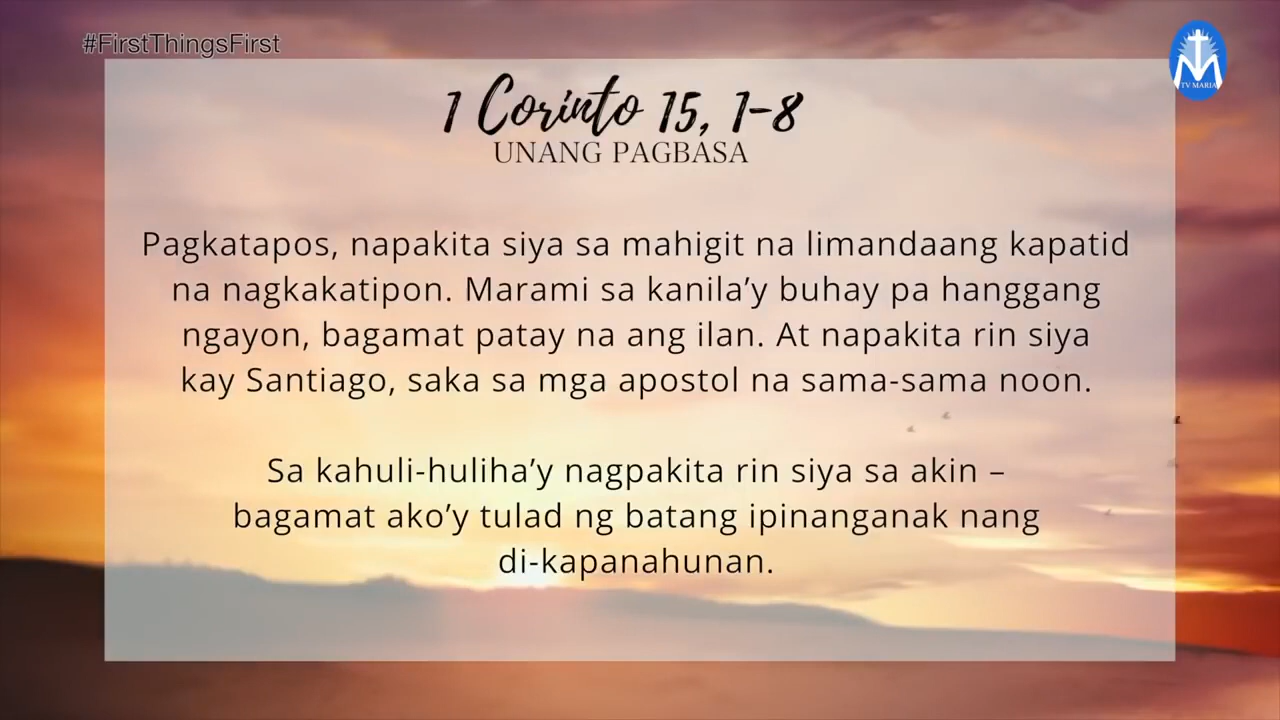 #FirstThingsFirst
1 Corinto 15, 1-8
UNANG PAGBASA
Pagkatapos, napakita siya sa mahigit na limandaang kapatid
na nagkakatipon. Marami sa kanila’y buhay pa hanggang
ngayon, bagamat patay na ang ilan. At napakita rin siya
kay Santiago, saka sa mga apostol na sama-sama noon.
Sa kahuli-huliha’y nagpakita rin siya sa akin –
bagamat ako’y tulad ng batang ipinanganak nang
di-kapanahunan.
TV MARIA